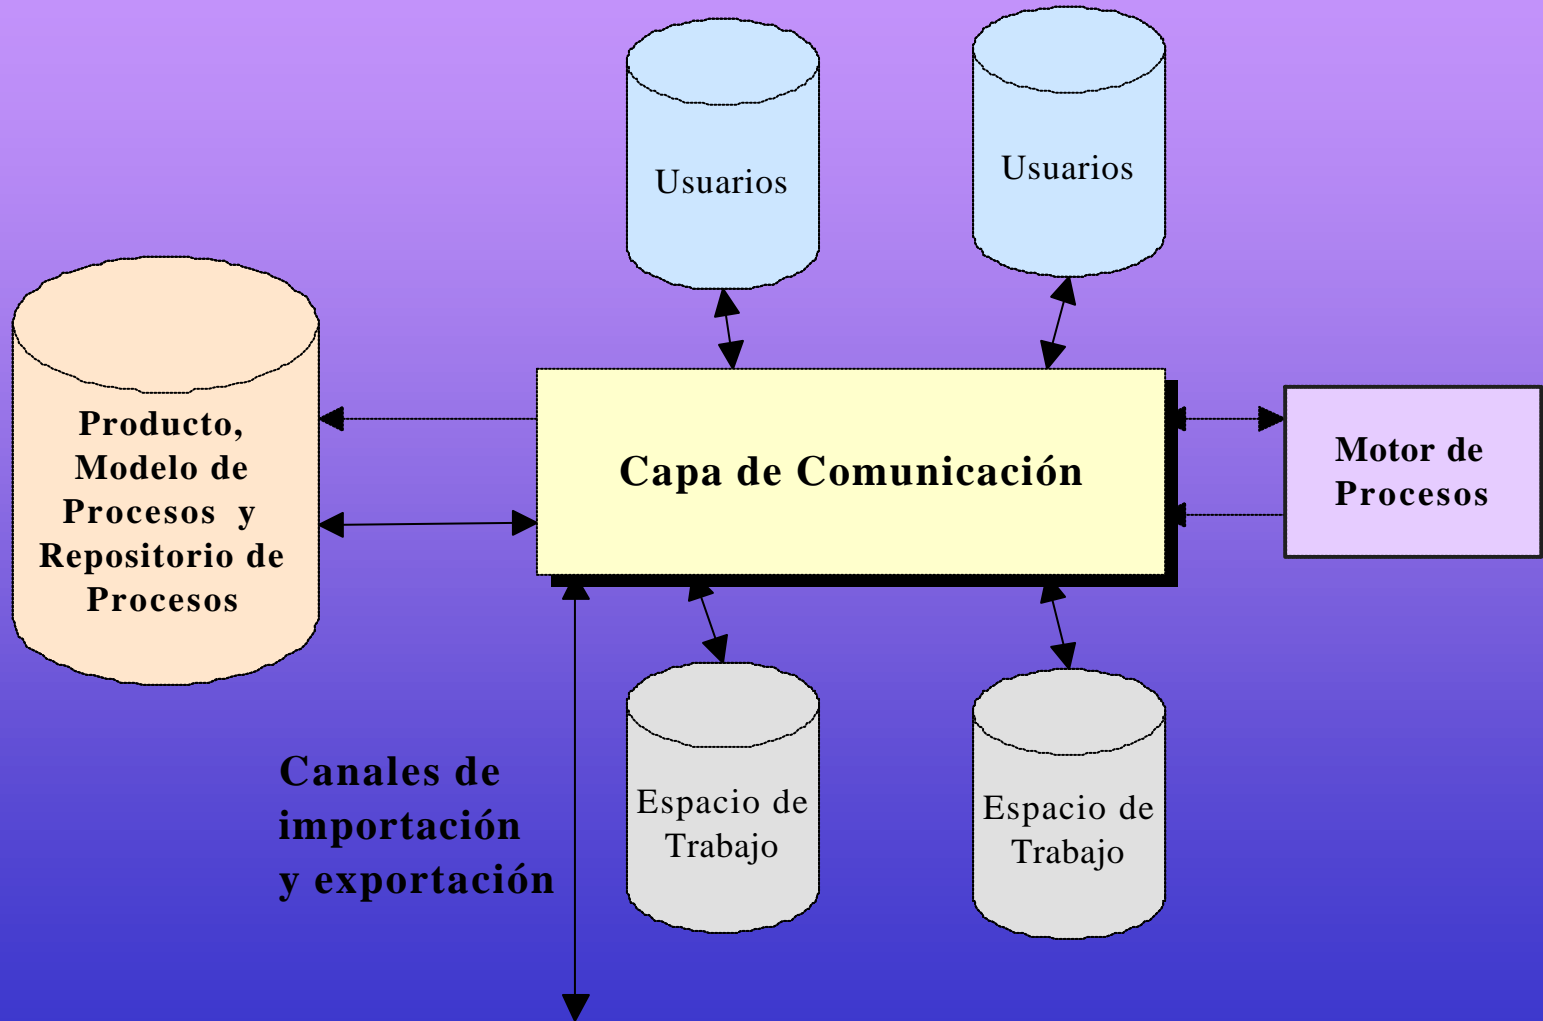 Usuarios
Usuarios
Producto,
Modelo de
Procesos y
Repositorio de
Procesos
Capa de Comunicación
Motor de
Procesos
Canales de
importación
y exportación
Espacio de
Trabajo
Espacio de
Trabajo